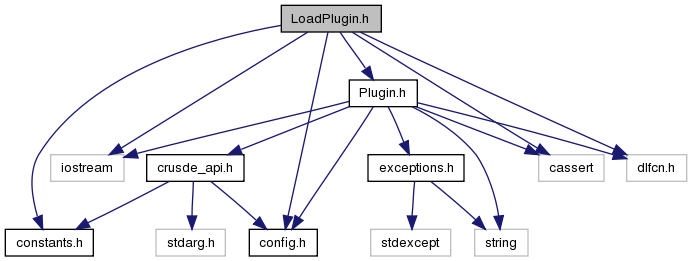 LoadPlugin.h
Plugin.h
iostream
crusde_api.h
exceptions.h
cassert
dlfcn.h
constants.h
stdarg.h
config.h
stdexcept
string